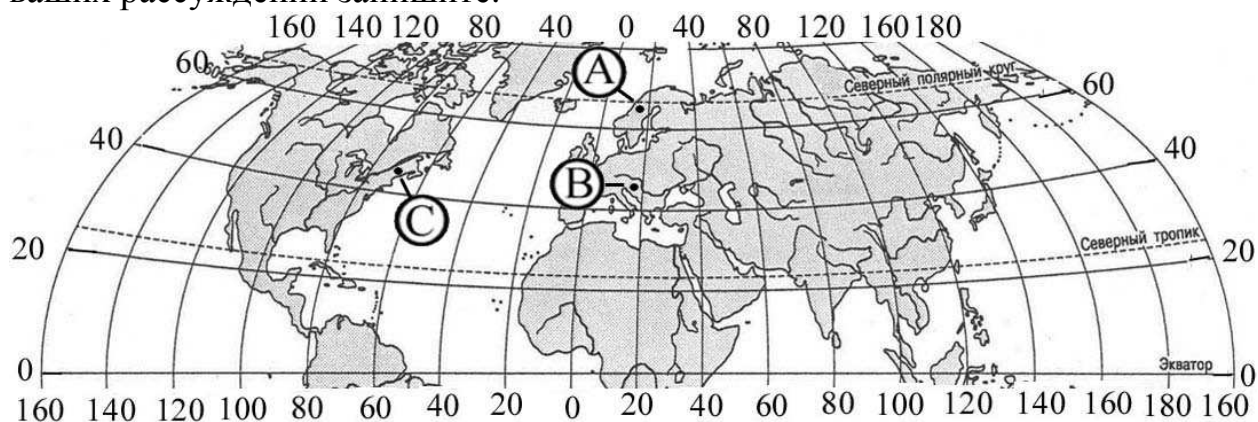 ваших рассуждений запишите.
160 140 120 80 40 0 40 80 120 160 180
60
A
Северный полярный круг
60
40
40
B
C
20
Северный тропик
20
0
Экватор
0
160 140 120 100 80 60 40 20 0 20 40 60 80 100 120 140 160 180 160